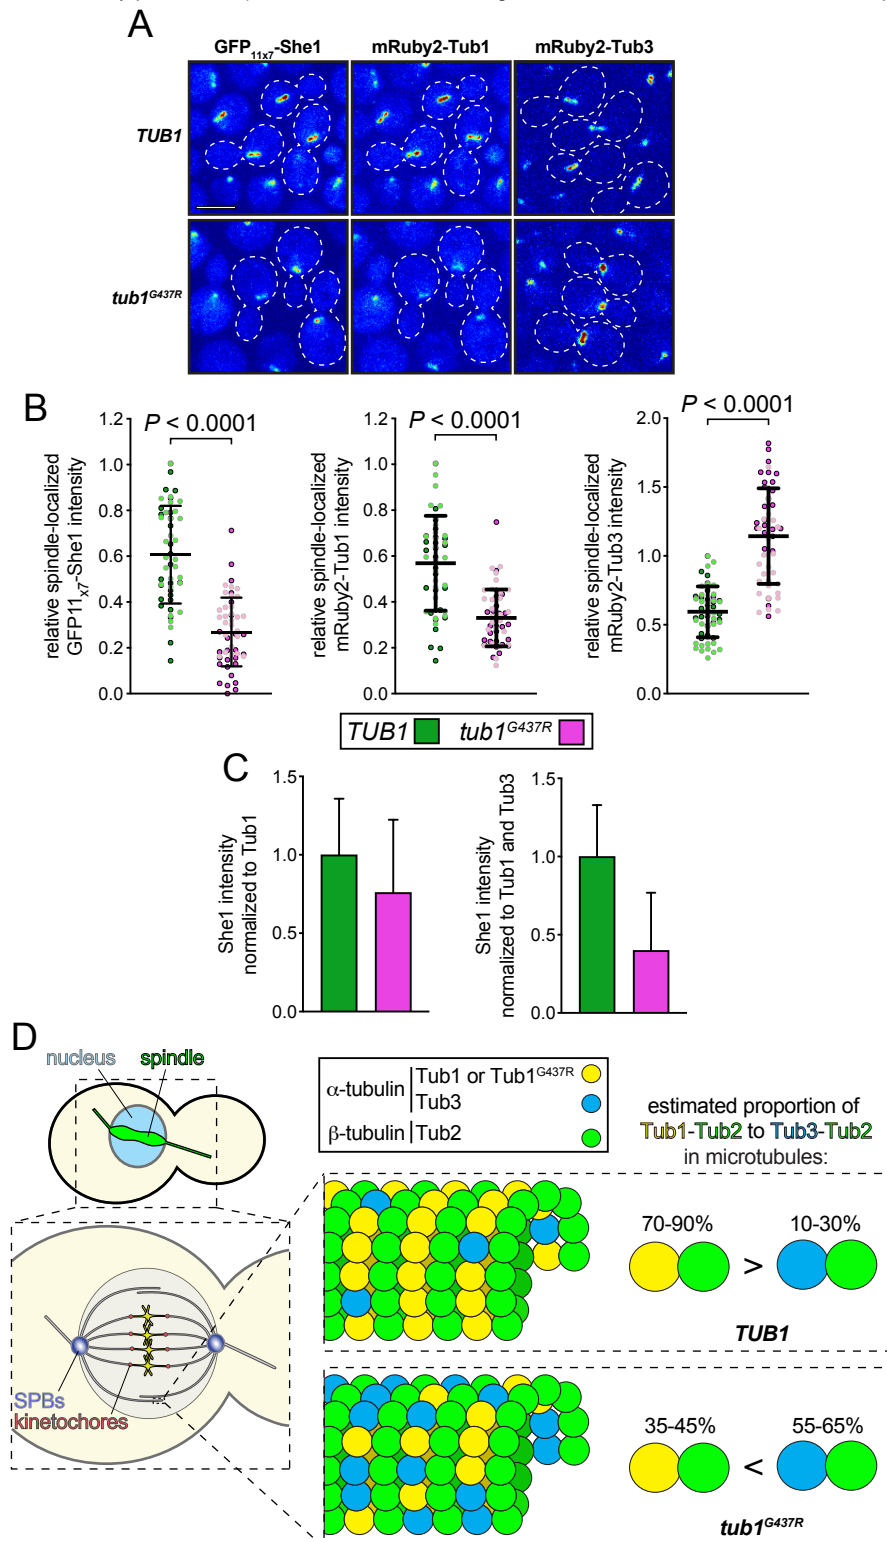 A
GFP11x7-She1 mRuby2-Tub1 mRuby2-Tub3
TUB1
tub1G437R
B
P < 0.0001
relative spindle-localized
GFP11x7-She1 intensity
1.2
1.0
0.8
0.6
0.4
0.2
0.0
P < 0.0001
relative spindle-localized
mRuby2-Tub1 intensity
1.2
1.0
0.8
0.6
0.4
0.2
0.0
P < 0.0001
relative spindle-localized
mRuby2-Tub3 intensity
2.0
1.5
1.0
0.5
0.0
TUB1 tub1G437R
C
She1 intensity
normalized to Tub1
1.5
1.0
0.5
0.0
She1 intensity
normalized to Tub1 and Tub3
1.5
1.0
0.5
0.0
D
nucleus spindle
SPBs
kinetochores
α-tubulin Tub1 or Tub1G437R
Tub3
β-tubulin Tub2
estimated proportion of
Tub1-Tub2 to Tub3-Tub2
in microtubules:
70-90% 10-30%
>
TUB1
35-45% 55-65%
<
tub1G437R